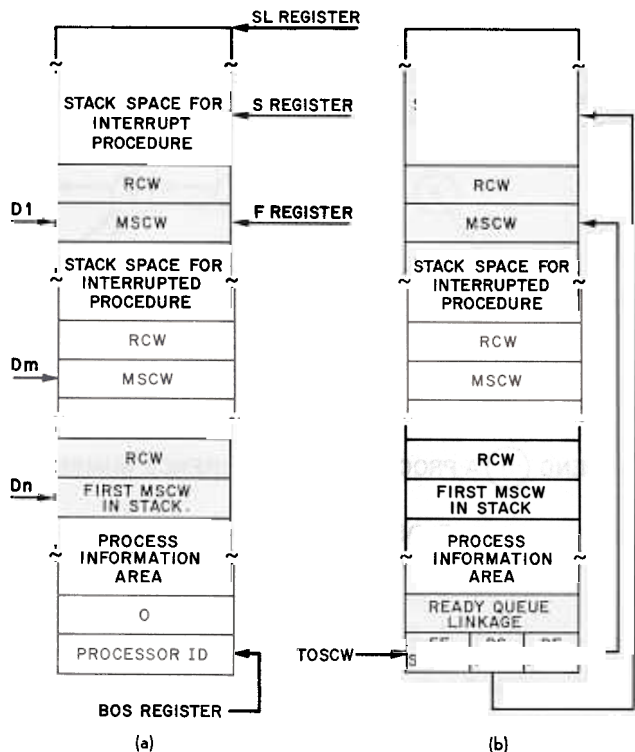 SL REGISTER
STACK SPACE FOR
INTERRUPT
PROCEDURE
S REGISTER
RCW
D1
MSCW
F REGISTER
STACK SPACE FOR
INTERRUPTED
PROCEDURE
RCW
Dm
MSCW
RCW
Dn
FIRST MSCW
IN STACK.
PROCESS
INFORMATION
AREA
0
PROCESSOR ID
BOS REGISTER
(a)
RCW
MSCW
STACK SPACE FOR
INTERRUPTED
PROCEDURE
RCW
MSCW
RCW
FIRST MSCW
IN STACK
PROCESS
INFORMATION
AREA
READY QUEUE
LINKAGE
TOSCW
S
(b)